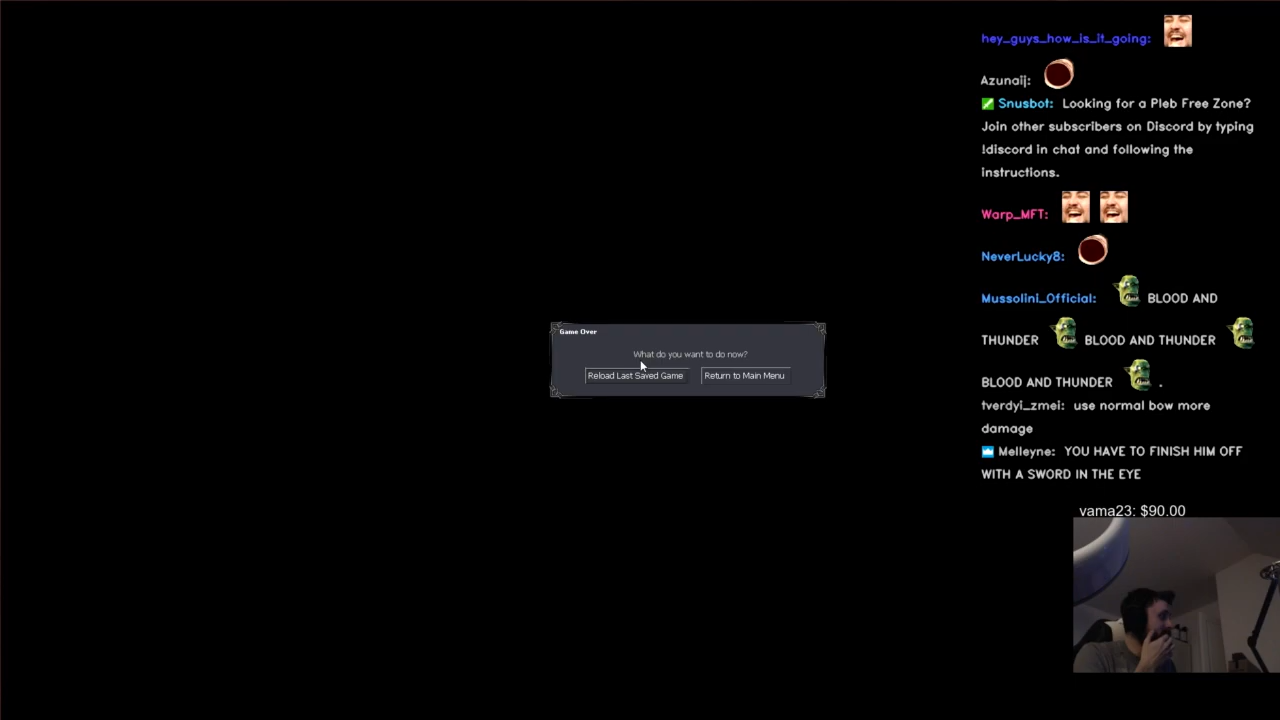 hey_guys_how_is_it_going:
Azunaij:
Snusbot: Looking for a Pleb Free Zone?
Join other subscribers on Discord by typing
!discord in chat and following the
instructions.
Warp_MFT:
NeverLucky8:
Mussolini_Official: BLOOD AND
THUNDER BLOOD AND THUNDER
BLOOD AND THUNDER .
tverdyi_zmei: use normal bow more
damage
Melleyne: YOU HAVE TO FINISH HIM OFF
WITH A SWORD IN THE EYE
vama23: $90.00
Game Over
What do you want to do now?
Reload Last Saved Game
Return to Main Menu